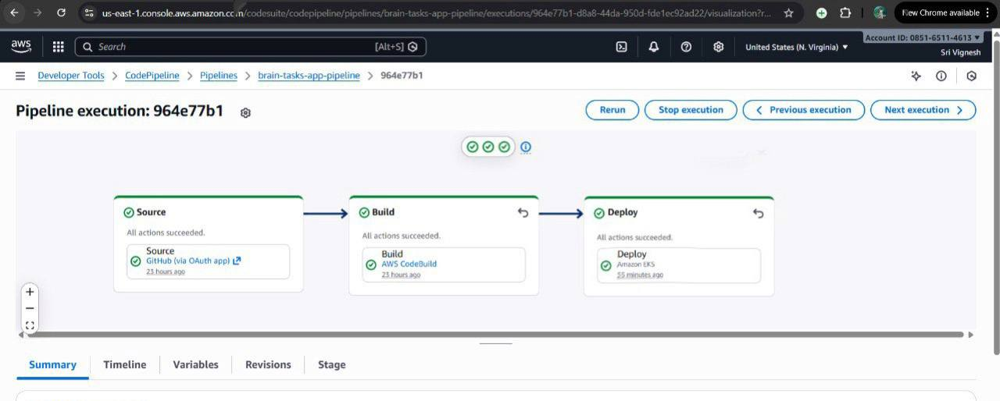 us-east-1.console.aws.amazon.com/codesuite/codepipeline/pipelines/brain-tasks-app-pipeline/executions/964e77b1-d8a8-44da-950d-fde1ec92ad22/visualization?r...
New Chrome available
aws
Search
[Alt+S]
United States (N. Virginia)
Account ID: 0851-6511-4613
Sri Vignesh
Developer Tools > CodePipeline > Pipelines > brain-tasks-app-pipeline > 964e77b1
Pipeline execution: 964e77b1
Rerun
Stop execution
Previous execution
Next execution
Source
All actions succeeded.
Source
GitHub (via OAuth app)
23 hours ago
Build
All actions succeeded.
Build
AWS CodeBuild
23 hours ago
Deploy
All actions succeeded.
Deploy
Amazon EKS
55 minutes ago
Summary
Timeline
Variables
Revisions
Stage